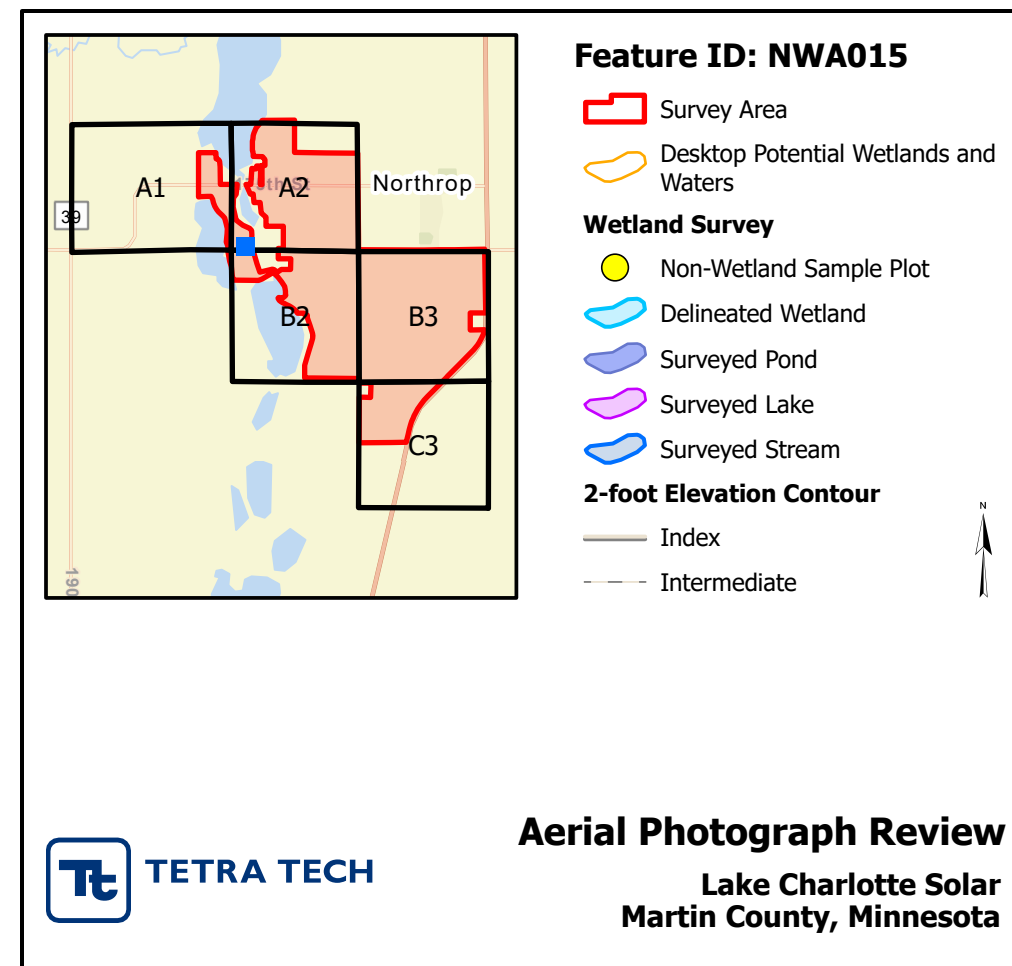 Feature ID: NWA015
Survey Area
Desktop Potential Wetlands and
Waters
Wetland Survey
Non-Wetland Sample Plot
Delineated Wetland
Surveyed Pond
Surveyed Lake
Surveyed Stream
2-foot Elevation Contour
Index
Intermediate
N
A1
A2
Northrop
39
B2
B3
C3
190
Tt
TETRA TECH
Aerial Photograph Review
Lake Charlotte Solar
Martin County, Minnesota